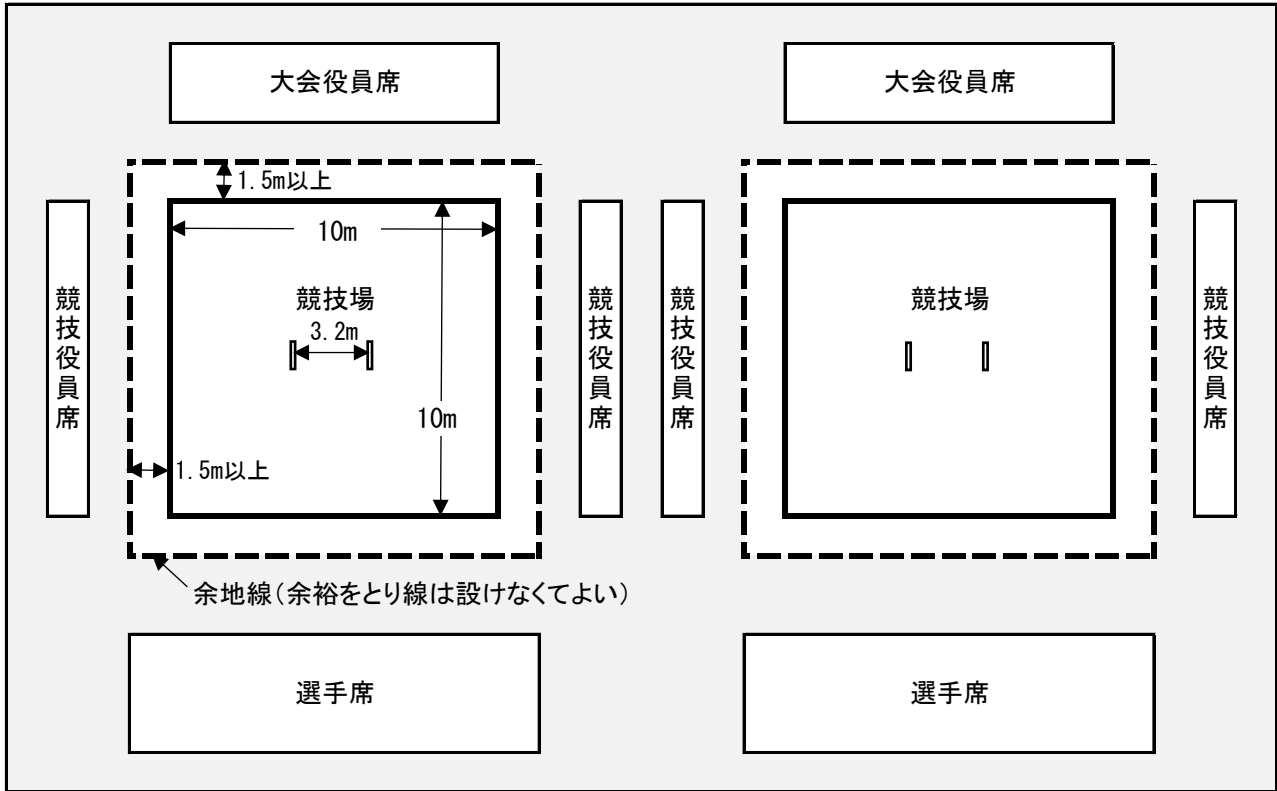 大会役員席
大会役員席
1.5m以上
10m
競技場
3.2m
10m
1.5m以上
競技役員席
競技役員席
競技役員席
競技場
競技役員席
余地線(余裕をとり線は設けなくてよい)
選手席
選手席